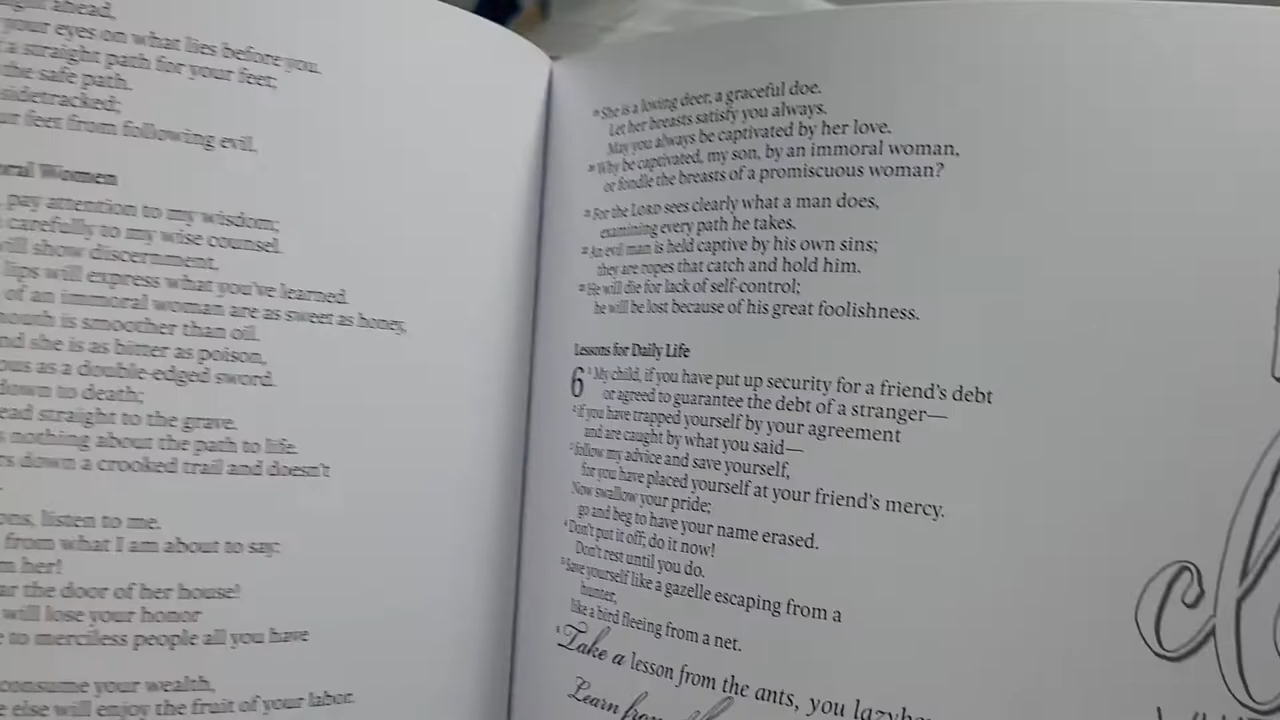 ght ahead,
your eyes on what lies before you.
a straight path for your feet;
the safe path.
sidetracked;
ur feet from following evil.
oral Women
pay attention to my wisdom;
carefully to my wise counsel.
will show discernment,
lips will express what you've learned.
of an immoral woman are as sweet as honey,
mouth is smoother than oil.
nd she is as bitter as poison,
ous as a double-edged sword.
down to death;
ead straight to the grave.
s nothing about the path to life.
rs down a crooked trail and doesn't
ons, listen to me.
from what I am about to say:
m her!
ar the door of her house!
will lose your honor
e to merciless people all you have
consume your wealth,
e else will enjoy the fruit of your labor.
19 She is a loving deer, a graceful doe.
Let her breasts satisfy you always.
May you always be captivated by her love.
20 Why be captivated, my son, by an immoral woman,
or fondle the breasts of a promiscuous woman?
21 For the LORD sees clearly what a man does,
examining every path he takes.
22 An evil man is held captive by his own sins;
they are ropes that catch and hold him.
23 He will die for lack of self-control;
he will be lost because of his great foolishness.
Lessons for Daily Life
6 1 My child, if you have put up security for a friend's debt
or agreed to guarantee the debt of a stranger—
2 if you have trapped yourself by your agreement
and are caught by what you said—
3 follow my advice and save yourself,
for you have placed yourself at your friend's mercy.
Now swallow your pride;
go and beg to have your name erased.
4 Don't put it off; do it now!
Don't rest until you do.
5 Save yourself like a gazelle escaping from a
hunter,
like a bird fleeing from a net.
6 Take a lesson from the ants, you lazybo
Learn from